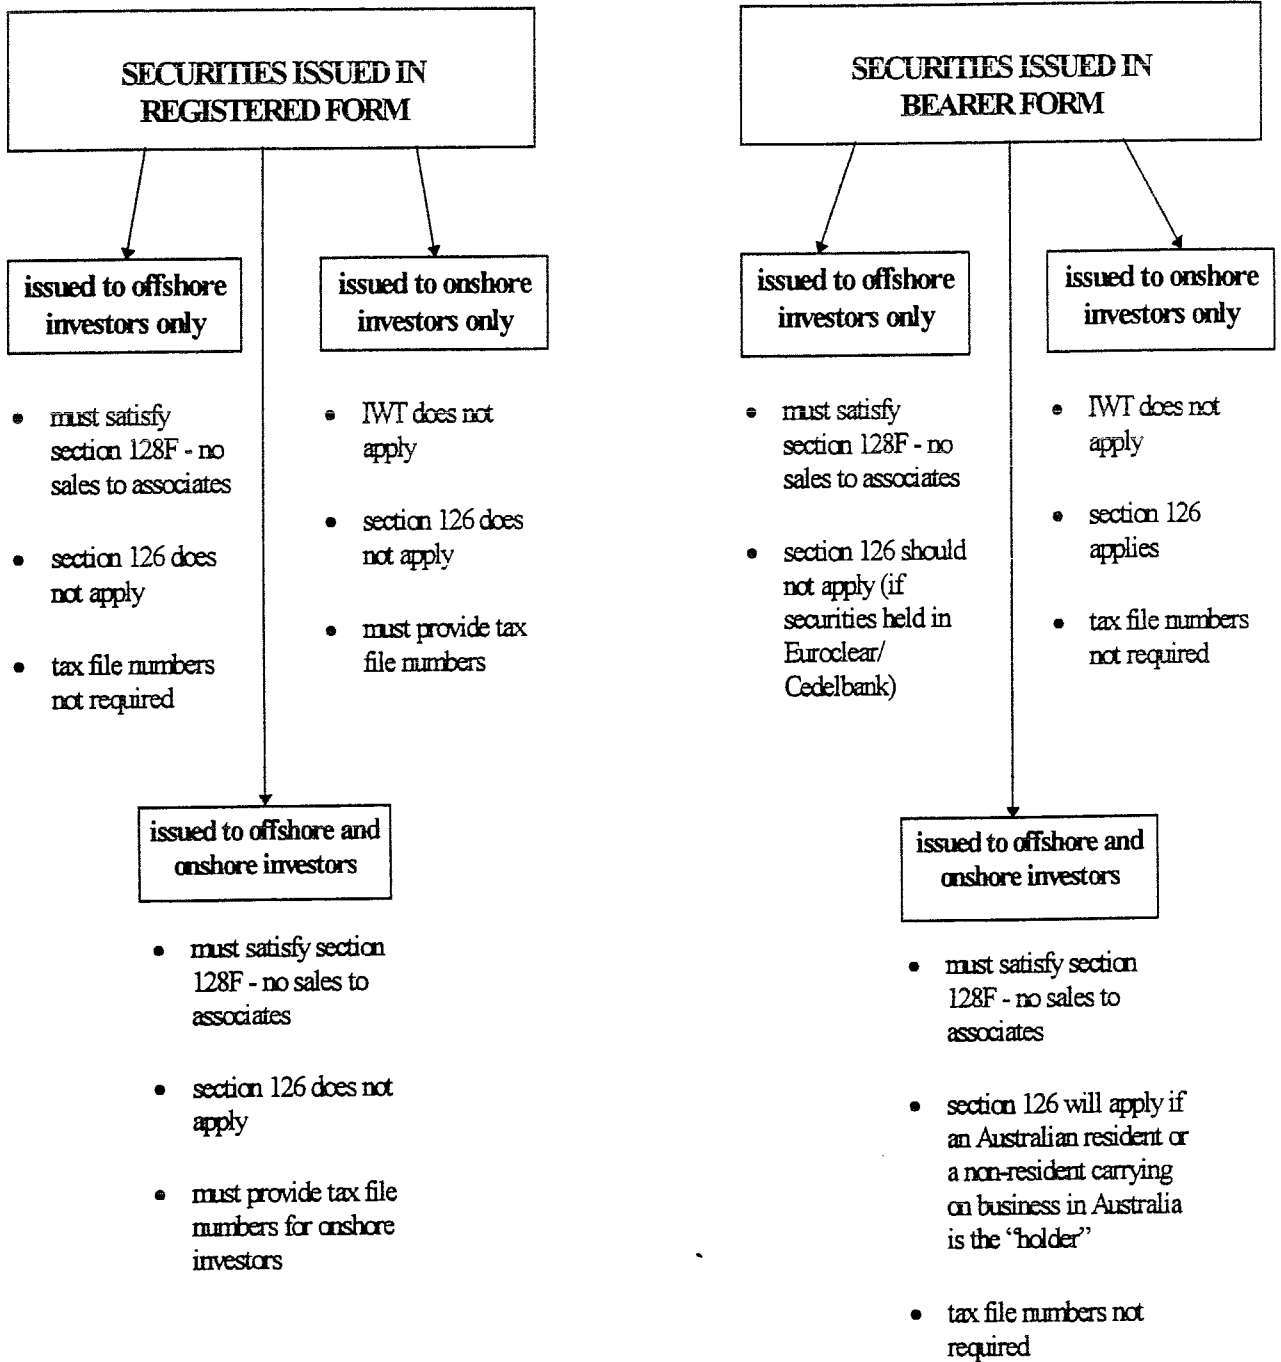 SECURITIES ISSUED IN
REGISTERED FORM
issued to offshore
investors only
• must satisfy
section 128F - no
sales to associates
• section 126 does
not apply
• tax file numbers
not required
issued to onshore
investors only
• IWT does not
apply
• section 126 does
not apply
• must provide tax
file numbers
issued to offshore and
onshore investors
• must satisfy section
128F - no sales to
associates
• section 126 does not
apply
• must provide tax file
numbers for onshore
investors
SECURITIES ISSUED IN
BEARER FORM
issued to offshore
investors only
• must satisfy
section 128F - no
sales to associates
• section 126 should
not apply (if
securities held in
Euroclear/
Cedelbank)
issued to onshore
investors only
• IWT does not
apply
• section 126
applies
• tax file numbers
not required
issued to offshore and
onshore investors
• must satisfy section
128F - no sales to
associates
• section 126 will apply if
an Australian resident or
a non-resident carrying
on business in Australia
is the “holder”
• tax file numbers not
required